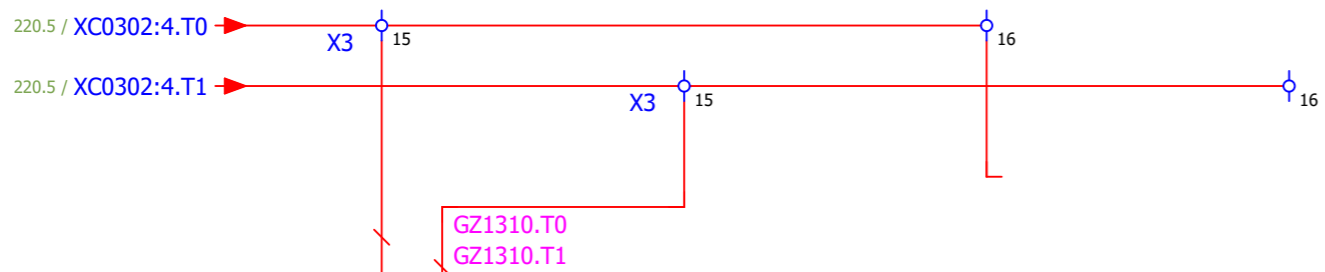 220.5 / XC0302:4.T0
X3 15
16
220.5 / XC0302:4.T1
X3 15
16
GZ1310.T0
GZ1310.T1